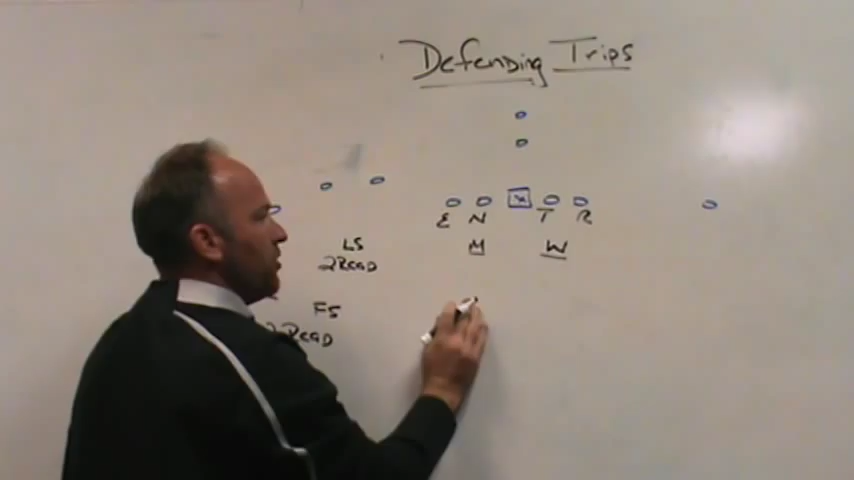 Defending Trips
x
E N T R
LS M W
2Read
FS
2Read